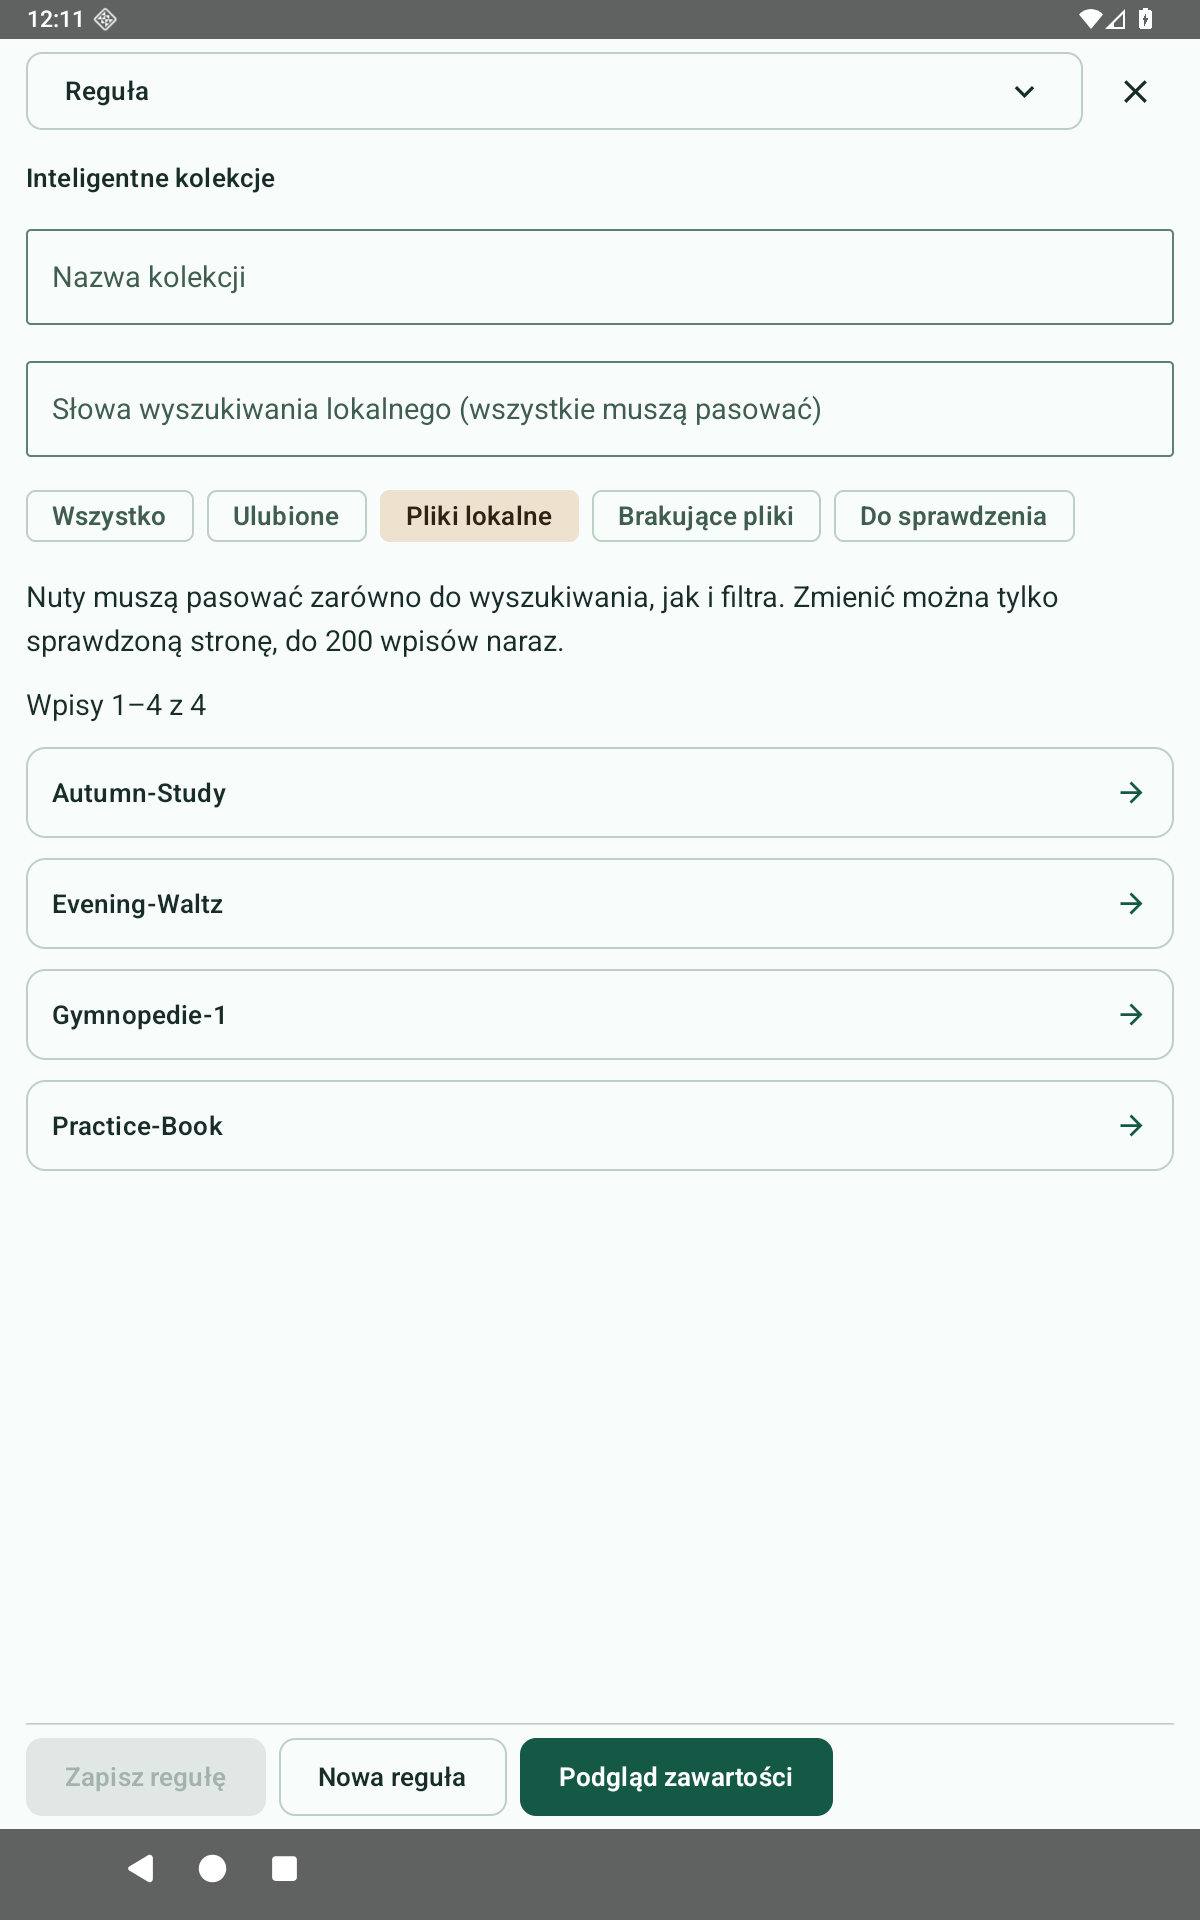 12:11
Reguła
Inteligentne kolekcje
Nazwa kolekcji
Słowa wyszukiwania lokalnego (wszystkie muszą pasować)
Wszystko Ulubione Pliki lokalne Brakujące pliki Do sprawdzenia
Nuty muszą pasować zarówno do wyszukiwania, jak i filtra. Zmienić można tylko
sprawdzoną stronę, do 200 wpisów naraz.
Wpisy 1–4 z 4
Autumn-Study
Evening-Waltz
Gymnopedie-1
Practice-Book
Zapisz regułę Nowa reguła Podgląd zawartości